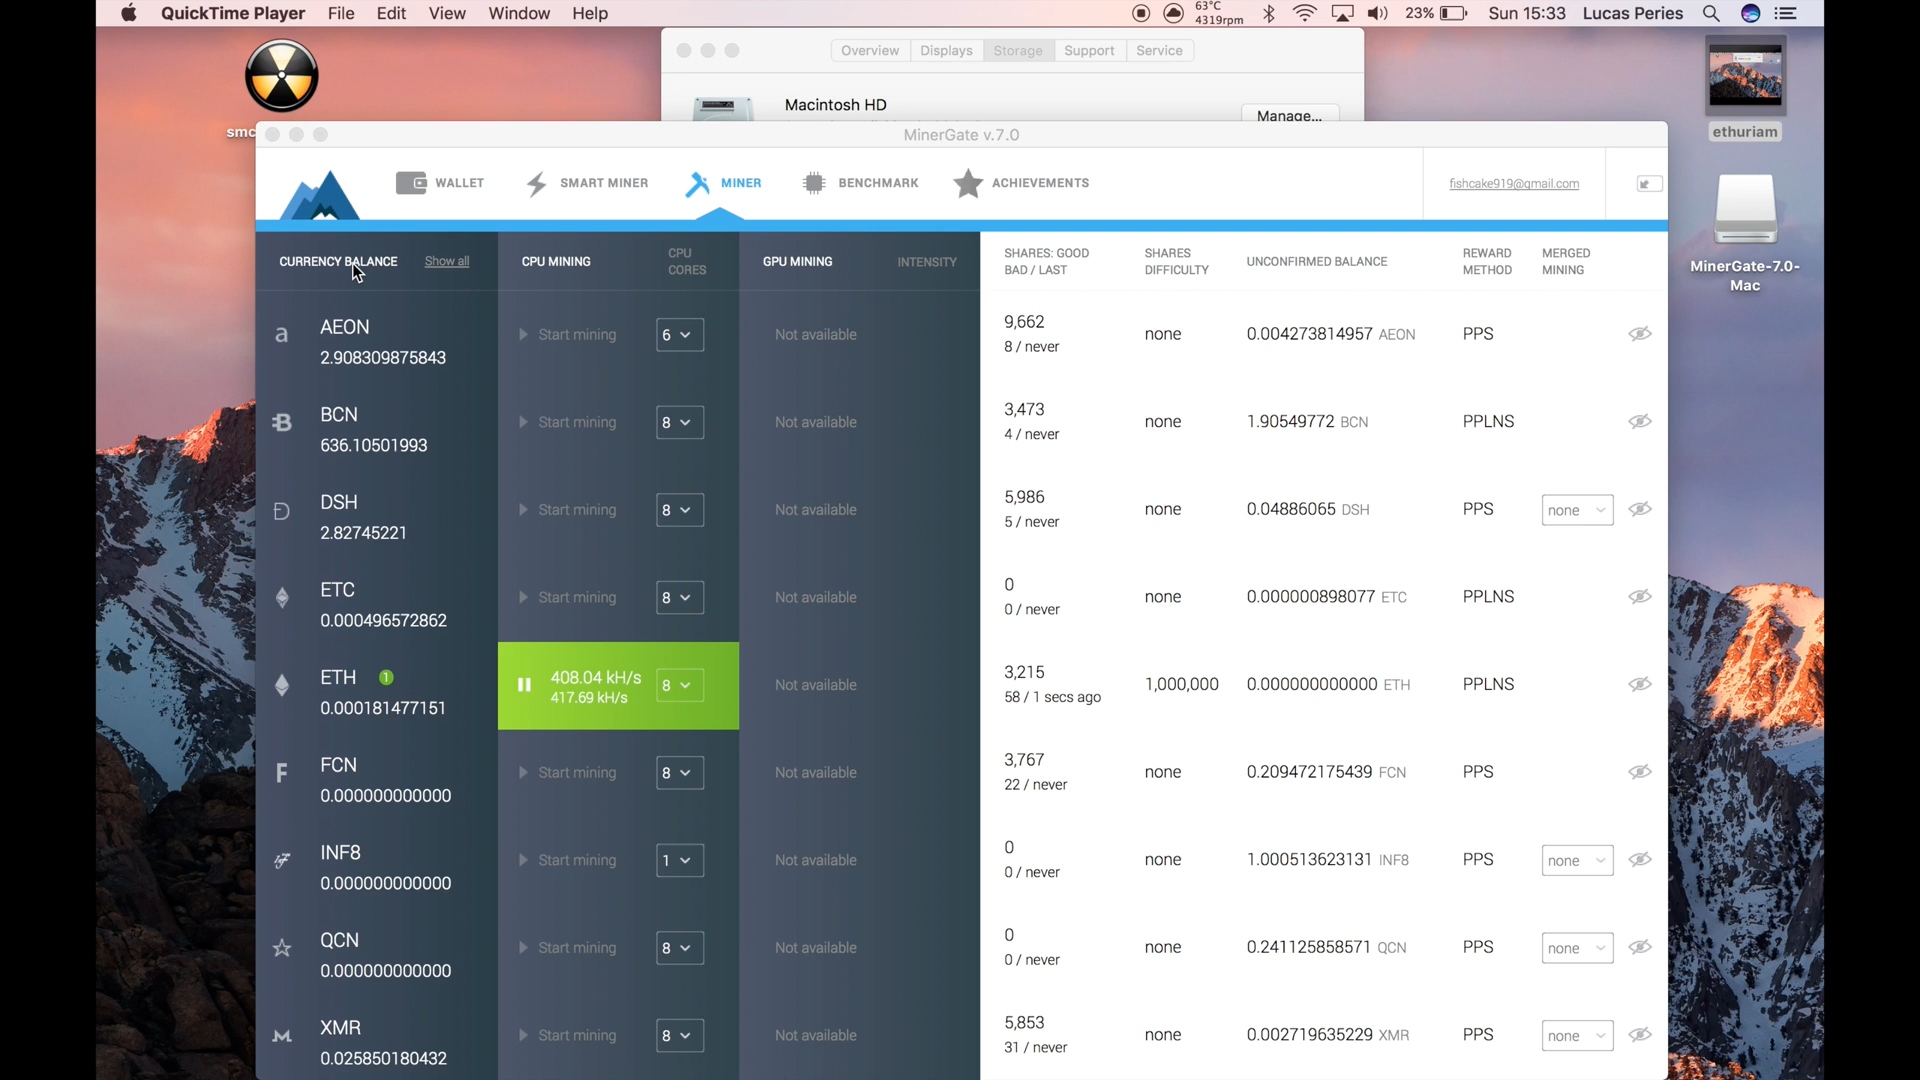 QuickTime Player File Edit View Window Help
63°C
4319rpm
23% Sun 15:33 Lucas Peries
Overview Displays Storage Support Service
Macintosh HD
Manage...
smc
ethuriam
MinerGate-7.0-
Mac
MinerGate v.7.0
WALLET SMART MINER MINER BENCHMARK ACHIEVEMENTS
fishcake919@gmail.com
CURRENCY BALANCE Show all
CPU MINING
CPU
CORES
GPU MINING INTENSITY
SHARES: GOOD
BAD / LAST
SHARES
DIFFICULTY
UNCONFIRMED BALANCE
REWARD
METHOD
MERGED
MINING
AEON
2.908309875843
Start mining 6 Not available
9,662
8 / never
none 0.004273814957 AEON PPS
BCN
636.10501993
Start mining 8 Not available
3,473
4 / never
none 1.90549772 BCN PPLNS
DSH
2.82745221
Start mining 8 Not available
5,986
5 / never
none 0.04886065 DSH PPS none
ETC
0.000496572862
Start mining 8 Not available
0
0 / never
none 0.000000898077 ETC PPLNS
ETH 1
0.000181477151
408.04 kH/s
417.69 kH/s
8 Not available
3,215
58 / 1 secs ago
1,000,000 0.000000000000 ETH PPLNS
FCN
0.000000000000
Start mining 8 Not available
3,767
22 / never
none 0.209472175439 FCN PPS
INF8
0.000000000000
Start mining 1 Not available
0
0 / never
none 1.000513623131 INF8 PPS none
QCN
0.000000000000
Start mining 8 Not available
0
0 / never
none 0.241125858571 QCN PPS none
XMR
0.025850180432
Start mining 8 Not available
5,853
31 / never
none 0.002719635229 XMR PPS none